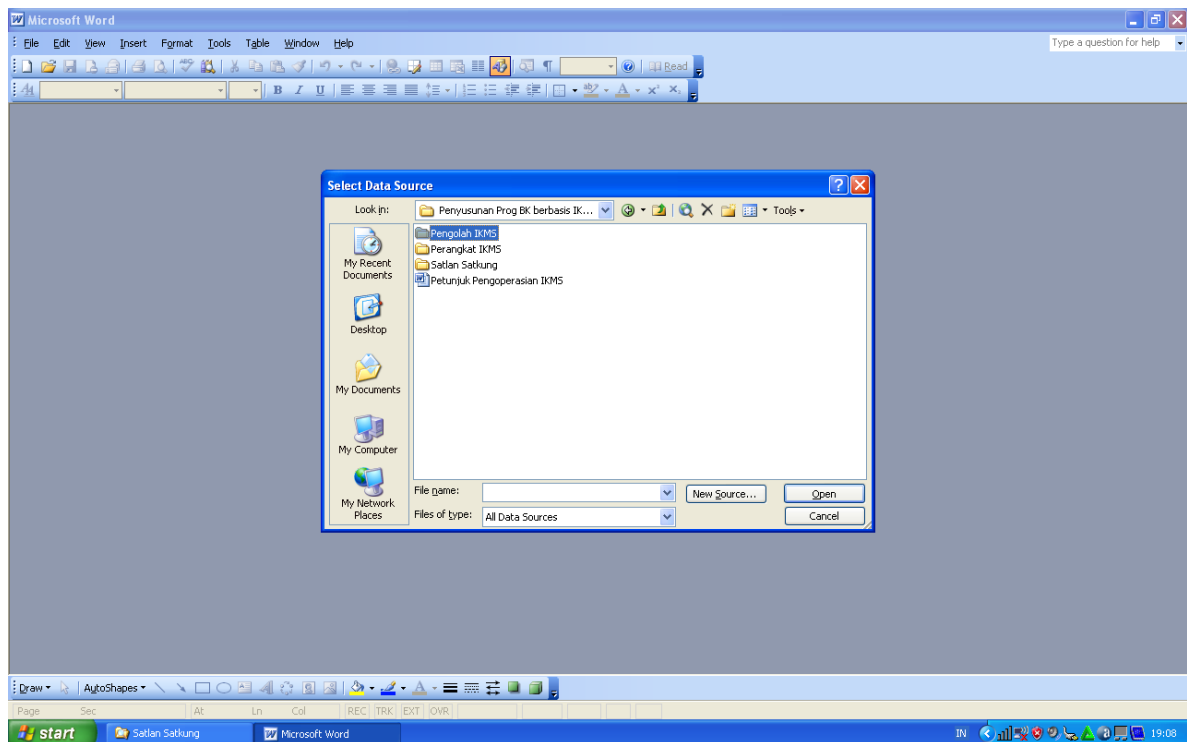 Microsoft Word
File Edit View Insert Format Tools Table Window Help
Type a question for help
ABC
¶
Read
B I U
ab A x² x₂
Select Data Source
Look in:
Penyusunan Prog BK berbasis IK...
Tools
My Recent Documents
Desktop
My Documents
My Computer
My Network Places
Pengolah IKMS
Perangkat IKMS
Satlan Satkung
Petunjuk Pengoperasian IKMS
File name:
New Source...
Open
Files of type:
All Data Sources
Cancel
Draw AutoShapes
Page Sec At Ln Col REC TRK EXT OVR
start
Satlan Satkung
Microsoft Word
IN
19:08